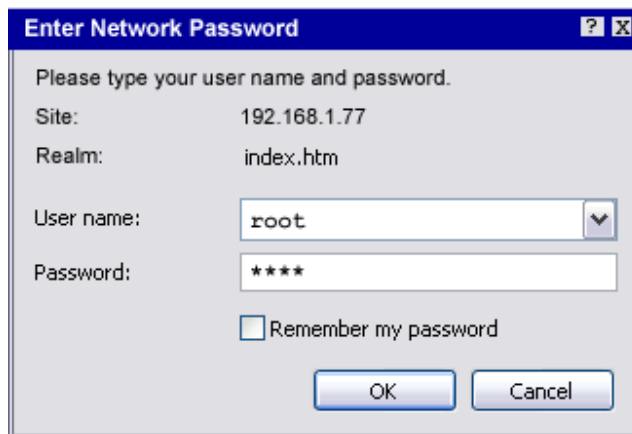 Enter Network Password
Please type your user name and password.
Site: 192.168.1.77
Realm: index.htm
User name: root
Password: ****
Remember my password
OK Cancel